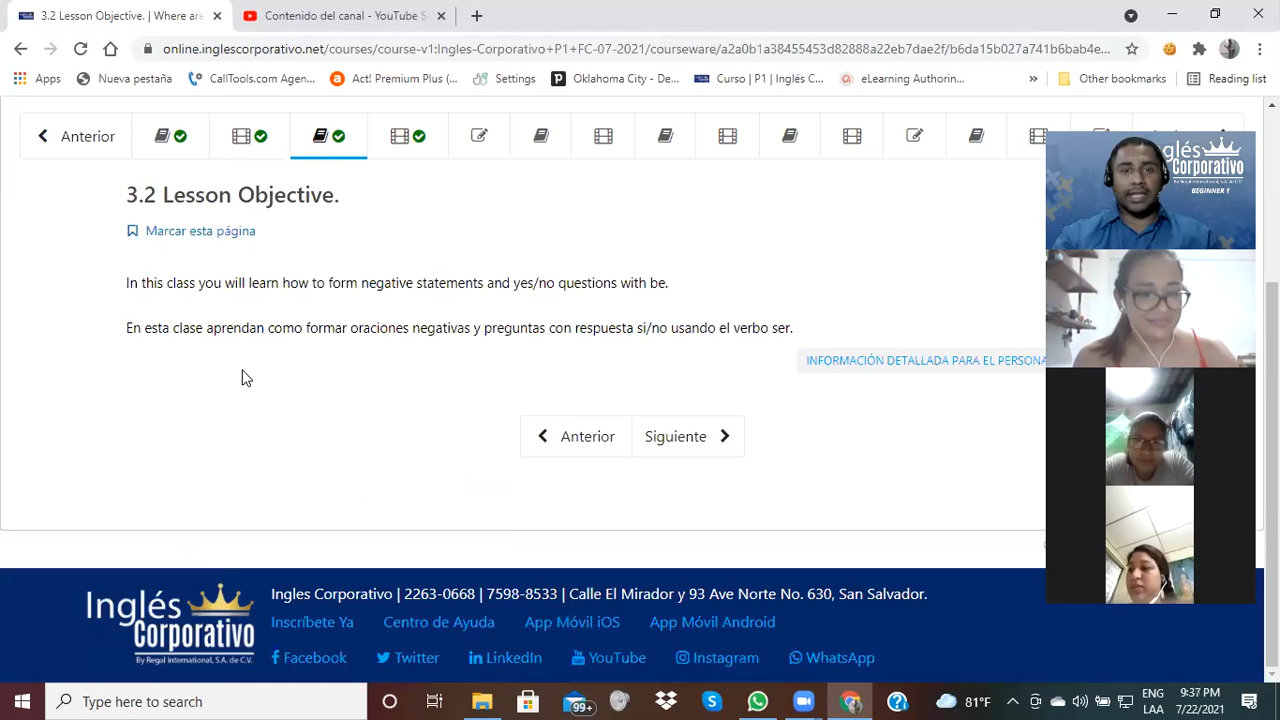 3.2 Lesson Objective. | Where are
Contenido del canal - YouTube S
online.inglescorporativo.net/courses/course-v1:Ingles-Corporativo+P1+FC-07-2021/courseware/a2a0b1a38455453d82888a22eb7dae2f/b6da15b027a741b6bab4e...
Apps
Nueva pestaña
CallTools.com Agen...
Act! Premium Plus (...
Settings
Oklahoma City - De...
Curso | P1 | Inglés C...
eLearning Authorin...
»
Other bookmarks
Reading list
Anterior
3.2 Lesson Objective.
Marcar esta página
In this class you will learn how to form negative statements and yes/no questions with be.
En esta clase aprendan como formar oraciones negativas y preguntas con respuesta si/no usando el verbo ser.
INFORMACIÓN DETALLADA PARA EL PERSONA
Anterior
Siguiente
glés
Corporativo
By Regal International, S.A. de C.V.
BEGINNER 1
Inglés
Corporativo
By Regal International, S.A. de C.V.
Ingles Corporativo | 2263-0668 | 7598-8533 | Calle El Mirador y 93 Ave Norte No. 630, San Salvador.
Inscríbete Ya
Centro de Ayuda
App Móvil iOS
App Móvil Android
Facebook
Twitter
LinkedIn
YouTube
Instagram
WhatsApp
Type here to search
99+
81°F
ENG
LAA
9:37 PM
7/22/2021